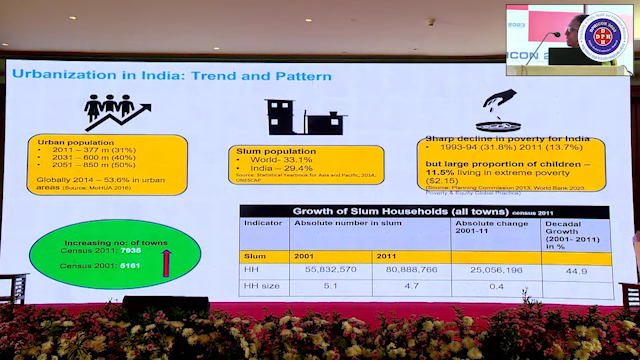 2023
DPHICON 2023
DPH
ICON 2
Urbanization in India: Trend and Pattern
Urban population
• 2011 – 377 m (31%)
• 2031 – 600 m (40%)
• 2051 – 850 m (50%)
Globally 2014 – 53.6% in urban
areas (Source: MoHUA 2016)
Slum population
• World- 33.1%
• India – 29.4%
Source: Statistical Yearbook for Asia and Pacific, 2014,
UNESCAP
Sharp decline in poverty for India
• 1993-94 (31.8%) 2011 (13.7%)
but large proportion of children –
11.5% living in extreme poverty
($2.15)
(Source: Planning Commission 2013, World Bank 2023
Poverty & Equity Global Practice)
Increasing no. of towns
Census 2011: 7935
Census 2001: 5161
Growth of Slum Households (all towns) census 2011
Indicator Absolute number in slum Absolute change 2001-11 Decadal Growth (2001- 2011) in %
Slum 2001 2011
HH 55,832,570 80,888,766 25,056,196 44.9
HH size 5.1 4.7 0.4